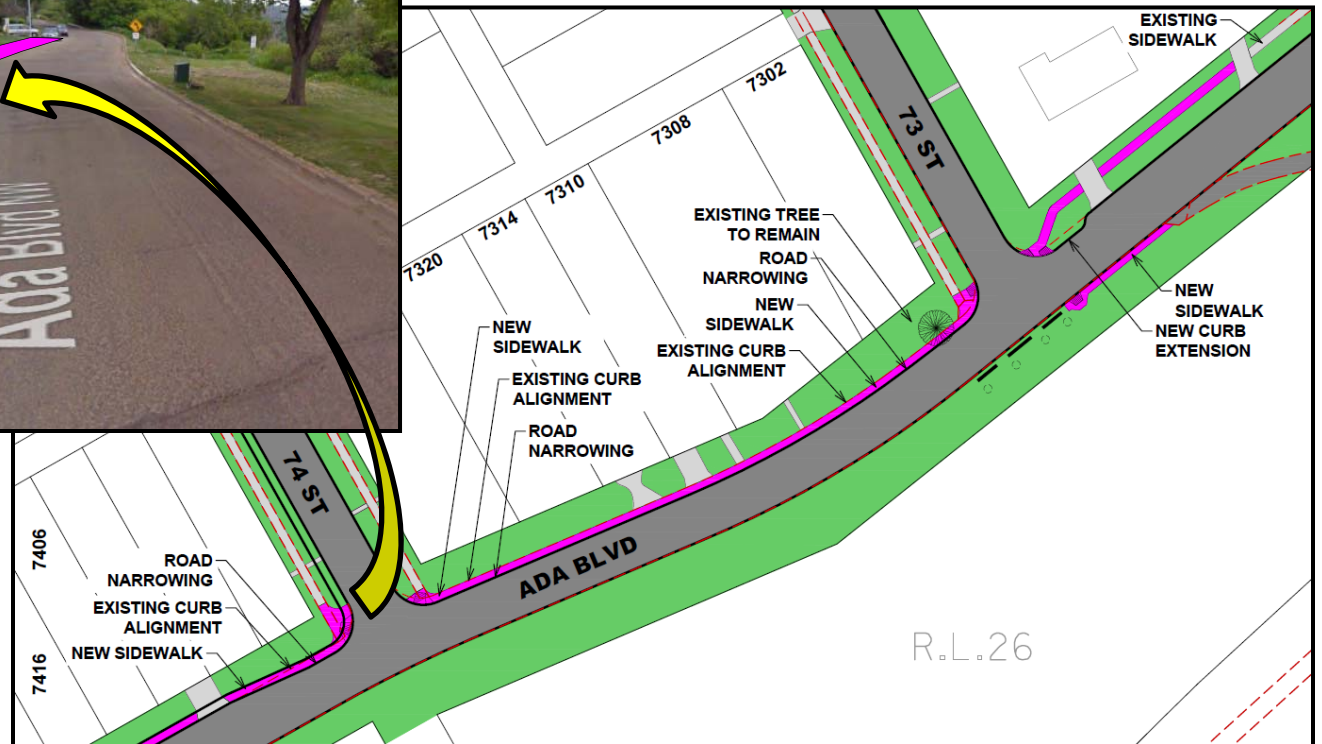 Ada Blvd NW
EXISTING
SIDEWALK
7302
7308
7310
7314
7320
73 ST
EXISTING TREE
TO REMAIN
ROAD
NARROWING
NEW
SIDEWALK
EXISTING CURB
ALIGNMENT
NEW
SIDEWALK
NEW CURB
EXTENSION
NEW
SIDEWALK
EXISTING CURB
ALIGNMENT
ROAD
NARROWING
74 ST
ADA BLVD
7406
7416
ROAD
NARROWING
EXISTING CURB
ALIGNMENT
NEW SIDEWALK
R.L.26